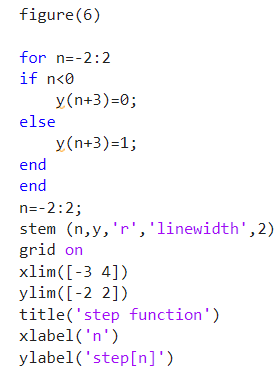 figure(6)
for n=-2:2
if n<0
y(n+3)=0;
else
y(n+3)=1;
end
end
n=-2:2;
stem (n,y,'r','linewidth',2)
grid on
xlim([-3 4])
ylim([-2 2])
title('step function')
xlabel('n')
ylabel('step[n]')